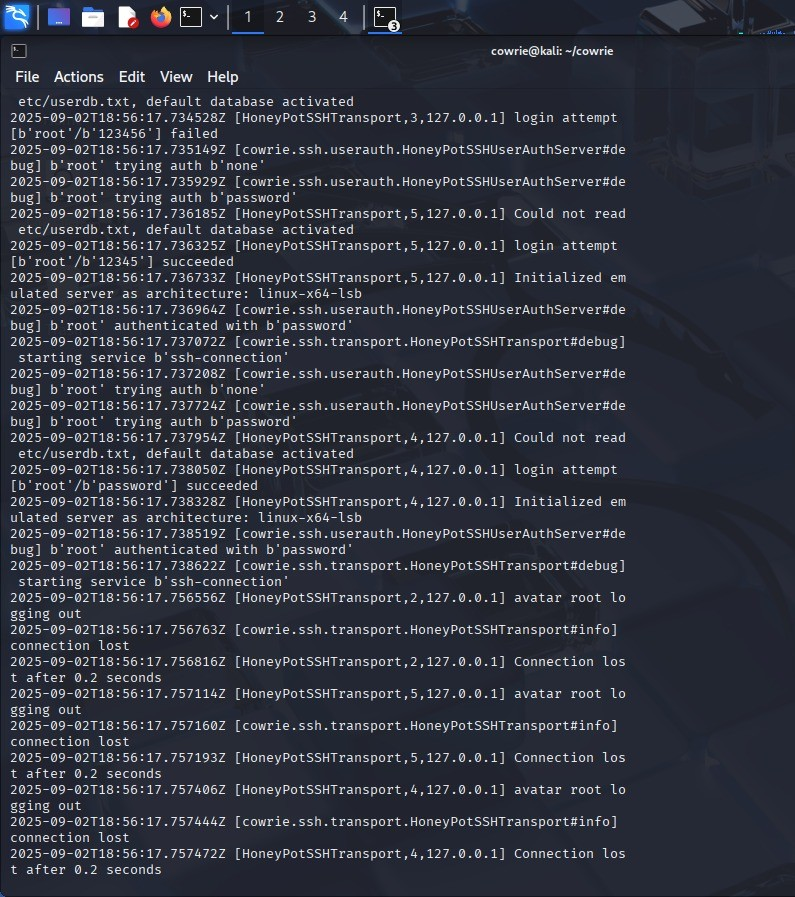 1 2 3 4
3
cowrie@kali: ~/cowrie
File Actions Edit View Help
etc/userdb.txt, default database activated
2025-09-02T18:56:17.734528Z [HoneyPotSSHTransport,3,127.0.0.1] login attempt
[b'root'/b'123456'] failed
2025-09-02T18:56:17.735149Z [cowrie.ssh.userauth.HoneyPotSSHUserAuthServer#de
bug] b'root' trying auth b'none'
2025-09-02T18:56:17.735929Z [cowrie.ssh.userauth.HoneyPotSSHUserAuthServer#de
bug] b'root' trying auth b'password'
2025-09-02T18:56:17.736185Z [HoneyPotSSHTransport,5,127.0.0.1] Could not read
etc/userdb.txt, default database activated
2025-09-02T18:56:17.736325Z [HoneyPotSSHTransport,5,127.0.0.1] login attempt
[b'root'/b'12345'] succeeded
2025-09-02T18:56:17.736733Z [HoneyPotSSHTransport,5,127.0.0.1] Initialized em
ulated server as architecture: linux-x64-lsb
2025-09-02T18:56:17.736964Z [cowrie.ssh.userauth.HoneyPotSSHUserAuthServer#de
bug] b'root' authenticated with b'password'
2025-09-02T18:56:17.737072Z [cowrie.ssh.transport.HoneyPotSSHTransport#debug]
starting service b'ssh-connection'
2025-09-02T18:56:17.737208Z [cowrie.ssh.userauth.HoneyPotSSHUserAuthServer#de
bug] b'root' trying auth b'none'
2025-09-02T18:56:17.737724Z [cowrie.ssh.userauth.HoneyPotSSHUserAuthServer#de
bug] b'root' trying auth b'password'
2025-09-02T18:56:17.737954Z [HoneyPotSSHTransport,4,127.0.0.1] Could not read
etc/userdb.txt, default database activated
2025-09-02T18:56:17.738050Z [HoneyPotSSHTransport,4,127.0.0.1] login attempt
[b'root'/b'password'] succeeded
2025-09-02T18:56:17.738328Z [HoneyPotSSHTransport,4,127.0.0.1] Initialized em
ulated server as architecture: linux-x64-lsb
2025-09-02T18:56:17.738519Z [cowrie.ssh.userauth.HoneyPotSSHUserAuthServer#de
bug] b'root' authenticated with b'password'
2025-09-02T18:56:17.738622Z [cowrie.ssh.transport.HoneyPotSSHTransport#debug]
starting service b'ssh-connection'
2025-09-02T18:56:17.756556Z [HoneyPotSSHTransport,2,127.0.0.1] avatar root lo
gging out
2025-09-02T18:56:17.756763Z [cowrie.ssh.transport.HoneyPotSSHTransport#info]
connection lost
2025-09-02T18:56:17.756816Z [HoneyPotSSHTransport,2,127.0.0.1] Connection los
t after 0.2 seconds
2025-09-02T18:56:17.757114Z [HoneyPotSSHTransport,5,127.0.0.1] avatar root lo
gging out
2025-09-02T18:56:17.757160Z [cowrie.ssh.transport.HoneyPotSSHTransport#info]
connection lost
2025-09-02T18:56:17.757193Z [HoneyPotSSHTransport,5,127.0.0.1] Connection los
t after 0.2 seconds
2025-09-02T18:56:17.757406Z [HoneyPotSSHTransport,4,127.0.0.1] avatar root lo
gging out
2025-09-02T18:56:17.757444Z [cowrie.ssh.transport.HoneyPotSSHTransport#info]
connection lost
2025-09-02T18:56:17.757472Z [HoneyPotSSHTransport,4,127.0.0.1] Connection los
t after 0.2 seconds